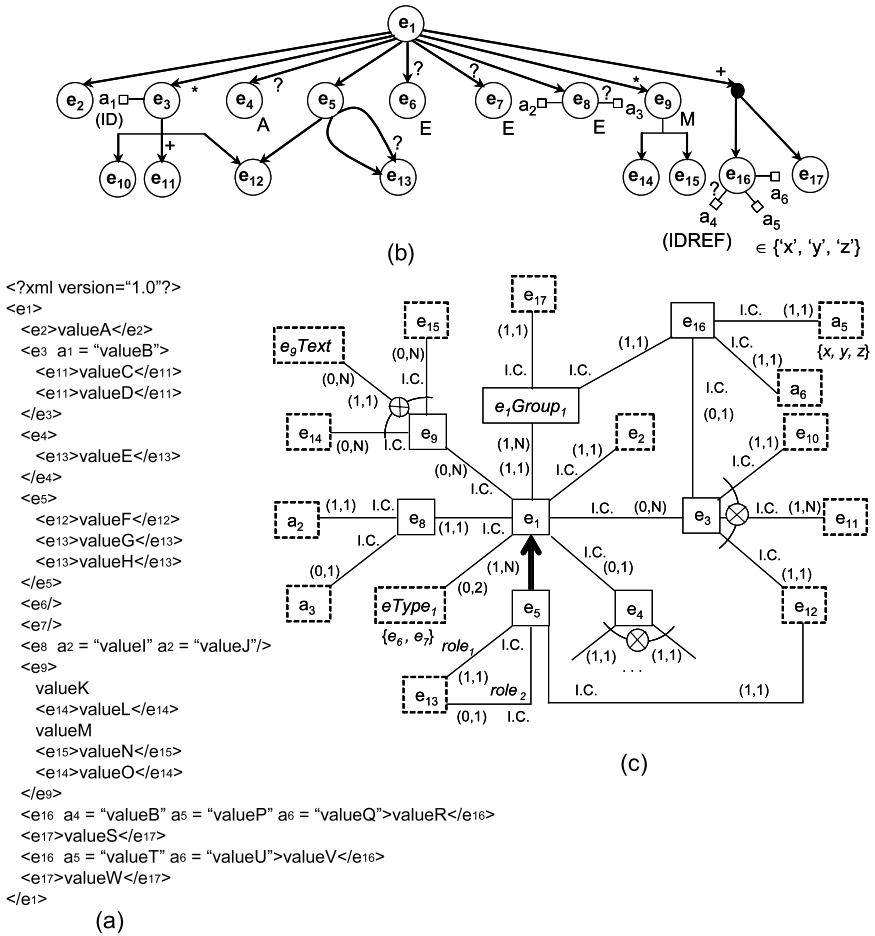 e1
e2
a1
(ID)
e3
*
e4
?
A
e5
e6
?
E
e7
?
E
a2
e8
?
a3
E
*
e9
M
+
e10
+
e11
e12
?
e13
e14
e15
e16
e17
?
a4
a5
a6
(IDREF)
∈ {‘x’, ‘y’, ‘z’}
(b)
<?xml version=“1.0”?>
<e1>
<e2>valueA</e2>
<e3 a1 = “valueB”>
<e11>valueC</e11>
<e11>valueD</e11>
</e3>
<e4>
<e13>valueE</e13>
</e4>
<e5>
<e12>valueF</e12>
<e13>valueG</e13>
<e13>valueH</e13>
</e5>
<e6/>
<e7/>
<e8 a2 = “valueI” a2 = “valueJ”/>
<e9>
valueK
<e14>valueL</e14>
valueM
<e15>valueN</e15>
<e14>valueO</e14>
</e9>
<e16 a4 = “valueB” a5 = “valueP” a6 = “valueQ”>valueR</e16>
<e17>valueS</e17>
<e16 a5 = “valueT” a6 = “valueU”>valueV</e16>
<e17>valueW</e17>
</e1>
(a)
e17
(1,1)
I.C.
e15
(0,N)
I.C.
e9Text
(0,N)
(1,1)
e14
(0,N)
I.C.
e9
(0,N)
I.C.
e1Group1
(1,N)
(1,1)
I.C.
(1,1)
e16
I.C.
(1,1)
a5
{x, y, z}
I.C.
(1,1)
a6
I.C.
(0,1)
e2
(1,1)
I.C.
e10
(1,1)
I.C.
a2
(1,1)
I.C.
e8
(1,1)
I.C.
e1
I.C.
(0,N)
e3
I.C.
(1,N)
e11
I.C.
(0,1)
a3
(1,N)
(0,2)
eType1
{e6, e7}
I.C.
(0,1)
I.C.
(1,1)
e12
e5
e4
(1,1)
(1,1)
...
role1
I.C.
(1,1)
e13
role2
(0,1)
I.C.
I.C.
(1,1)
(c)